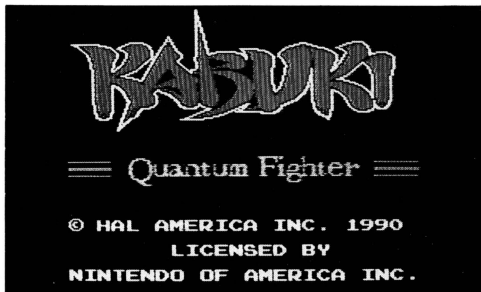 KABUKI
Quantum Fighter
© HAL AMERICA INC. 1990
LICENSED BY
NINTENDO OF AMERICA INC.